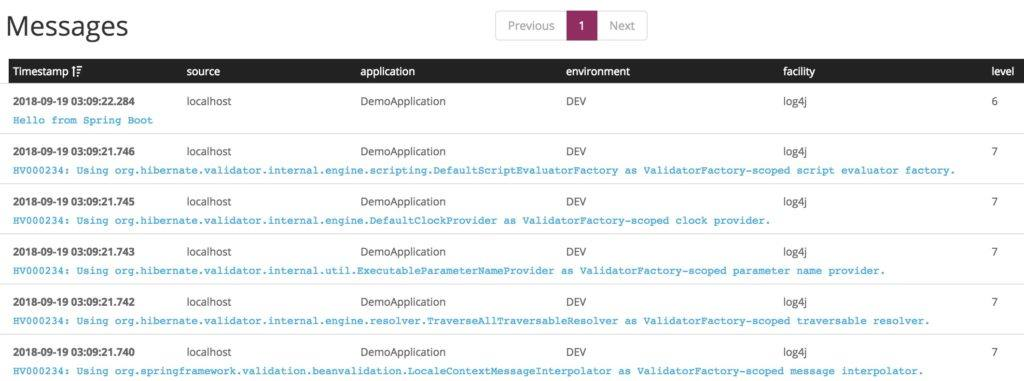 Messages
Previous 1 Next
Timestamp source application environment facility level
2018-09-19 03:09:22.284 localhost DemoApplication DEV log4j 6
Hello from Spring Boot
2018-09-19 03:09:21.746 localhost DemoApplication DEV log4j 7
HV000234: Using org.hibernate.validator.internal.engine.scripting.DefaultScriptEvaluatorFactory as ValidatorFactory-scoped script evaluator factory.
2018-09-19 03:09:21.745 localhost DemoApplication DEV log4j 7
HV000234: Using org.hibernate.validator.internal.engine.DefaultClockProvider as ValidatorFactory-scoped clock provider.
2018-09-19 03:09:21.743 localhost DemoApplication DEV log4j 7
HV000234: Using org.hibernate.validator.internal.util.ExecutableParameterNameProvider as ValidatorFactory-scoped parameter name provider.
2018-09-19 03:09:21.742 localhost DemoApplication DEV log4j 7
HV000234: Using org.hibernate.validator.internal.engine.resolver.TraverseAllTraversableResolver as ValidatorFactory-scoped traversable resolver.
2018-09-19 03:09:21.740 localhost DemoApplication DEV log4j 7
HV000234: Using org.springframework.validation.beanvalidation.LocaleContextMessageInterpolator as ValidatorFactory-scoped message interpolator.